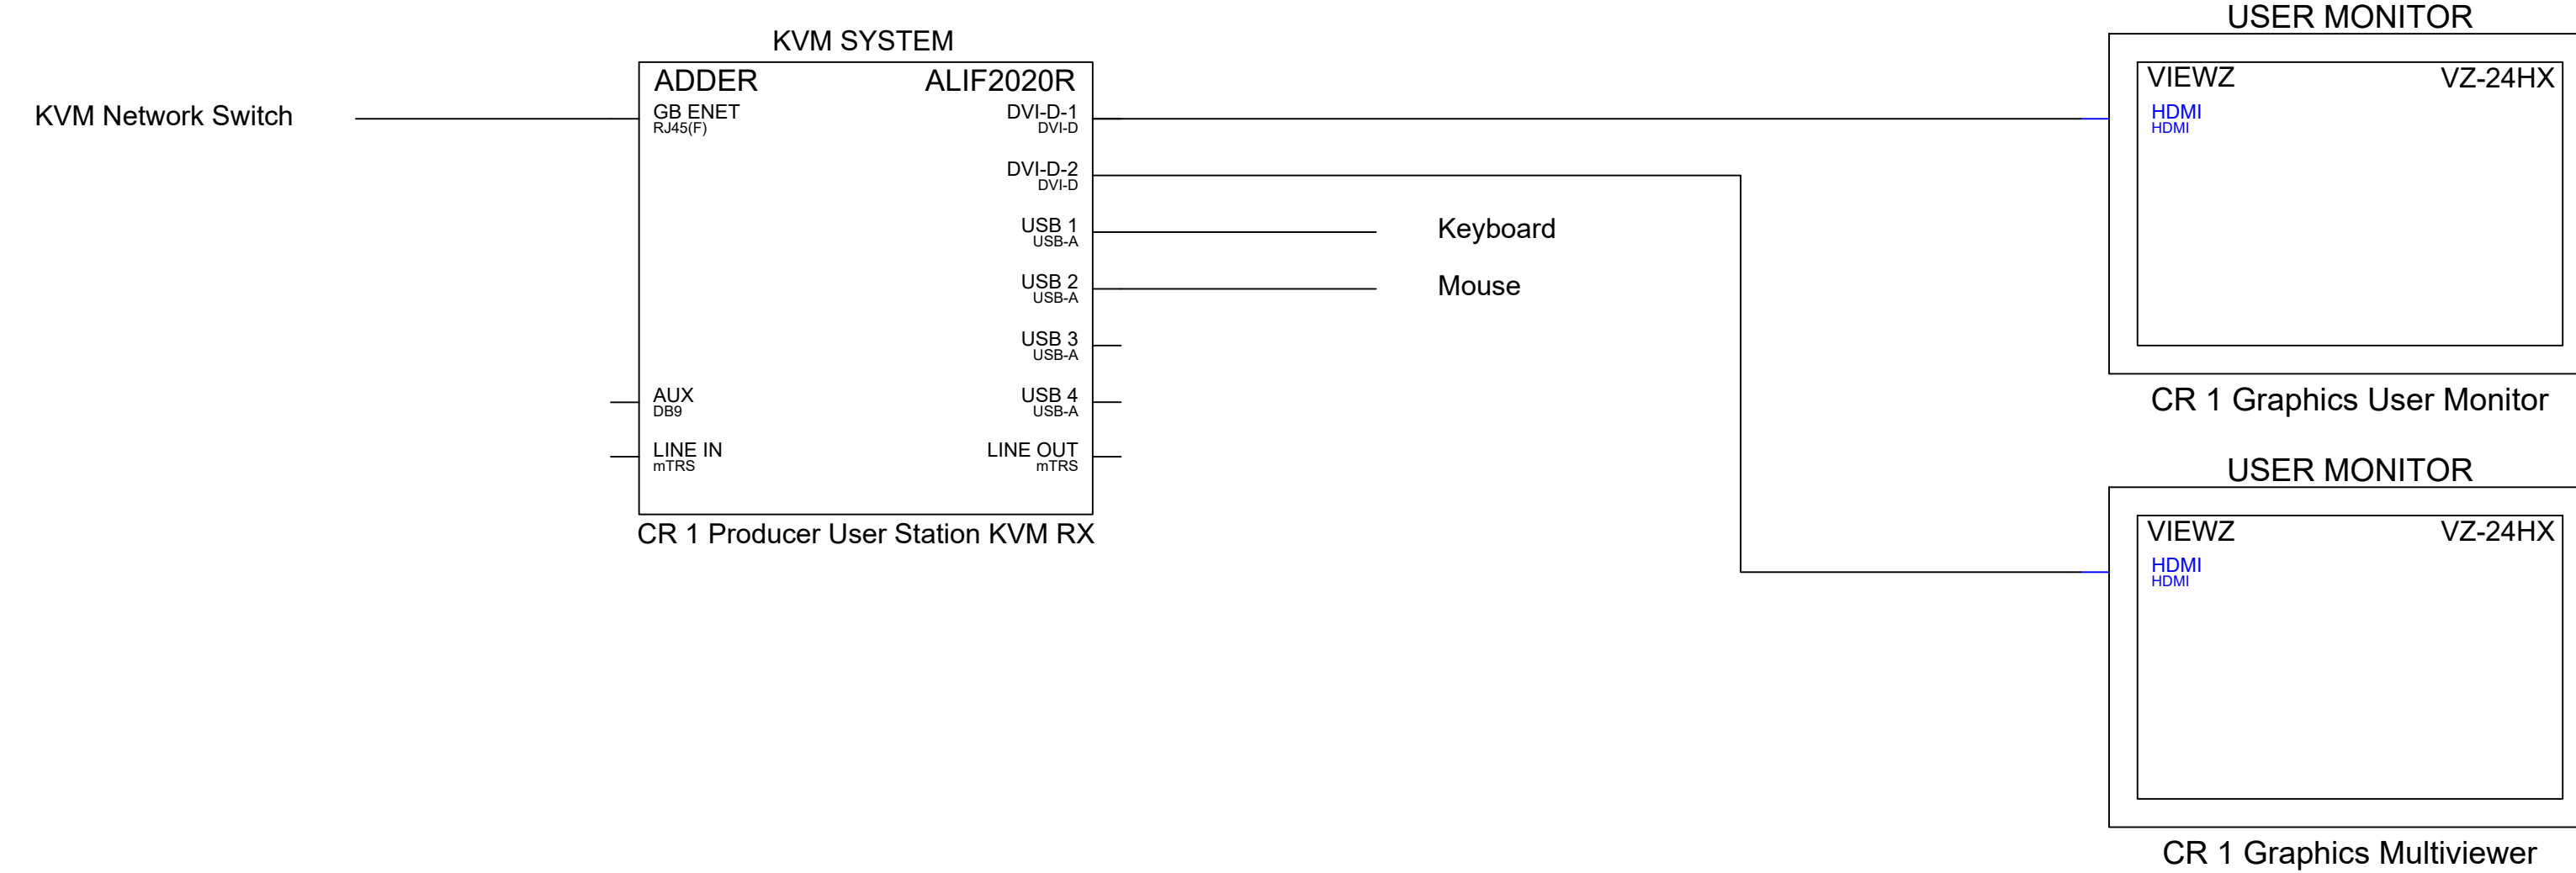 KVM Network Switch
KVM SYSTEM
ADDER ALIF2020R
GB ENET
RJ45(F)
AUX
DB9
LINE IN
mTRS
DVI-D-1
DVI-D
DVI-D-2
DVI-D
USB 1
USB-A
USB 2
USB-A
USB 3
USB-A
USB 4
USB-A
LINE OUT
mTRS
CR 1 Producer User Station KVM RX
Keyboard
Mouse
USER MONITOR
VIEWZ VZ-24HX
HDMI
HDMI
CR 1 Graphics User Monitor
USER MONITOR
VIEWZ VZ-24HX
HDMI
HDMI
CR 1 Graphics Multiviewer